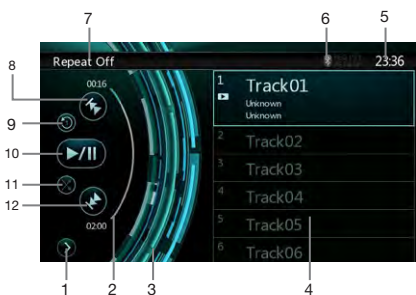 7
6
5
Repeat Off
23:36
8
00:16
1
Track01
Unknown
Unknown
9
2
Track02
10
3
Track03
11
4
Track04
12
02:00
5
Track05
6
Track06
1
2
3
4